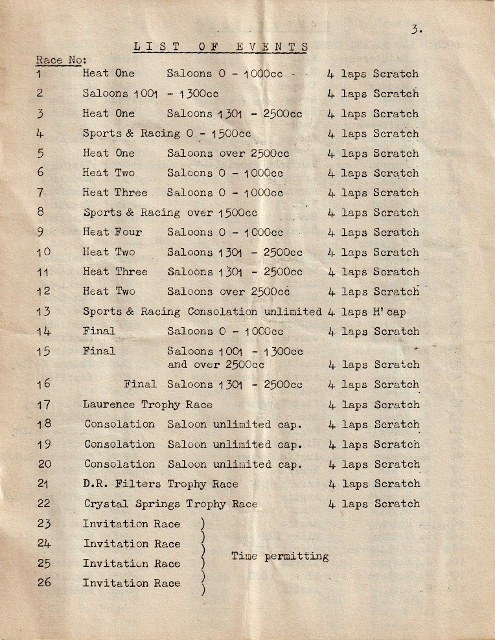 3.
LIST OF EVENTS
Race No:
1 Heat One Saloons 0 - 1000cc - 4 laps Scratch
2 Saloons 1001 - 1300cc 4 laps Scratch
3 Heat One Saloons 1301 - 2500cc 4 laps Scratch
4 Sports & Racing 0 - 1500cc 4 laps Scratch
5 Heat One Saloons over 2500cc 4 laps Scratch
6 Heat Two Saloons 0 - 1000cc 4 laps Scratch
7 Heat Three Saloons 0 - 1000cc 4 laps Scratch
8 Sports & Racing over 1500cc 4 laps Scratch
9 Heat Four Saloons 0 - 1000cc 4 laps Scratch
10 Heat Two Saloons 1301 - 2500cc 4 laps Scratch
11 Heat Three Saloons 1301 - 2500cc 4 laps Scratch
12 Heat Two Saloons over 2500cc 4 laps Scratch
13 Sports & Racing Consolation unlimited 4 laps H'cap
14 Final Saloons 0 - 1000cc 4 laps Scratch
15 Final Saloons 1001 - 1300cc
and over 2500cc 4 laps Scratch
16 Final Saloons 1301 - 2500cc 4 laps Scratch
17 Laurence Trophy Race 4 laps Scratch
18 Consolation Saloon unlimited cap. 4 laps Scratch
19 Consolation Saloon unlimited cap. 4 laps Scratch
20 Consolation Saloon unlimited cap. 4 laps Scratch
21 D.R. Filters Trophy Race 4 laps Scratch
22 Crystal Springs Trophy Race 4 laps Scratch
23 Invitation Race )
24 Invitation Race
Time permitting
25 Invitation Race
26 Invitation Race )